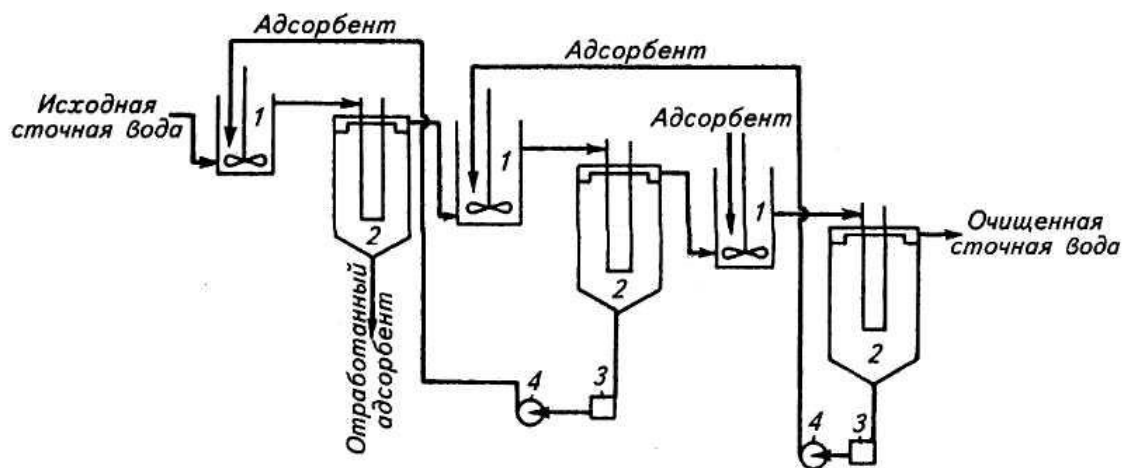 Адсорбент
Адсорбент
Исходная
сточная вода
1
Адсорбент
1
1
2
Очищенная
сточная вода
2
2
Отработанный
адсорбент
4
3
4
3